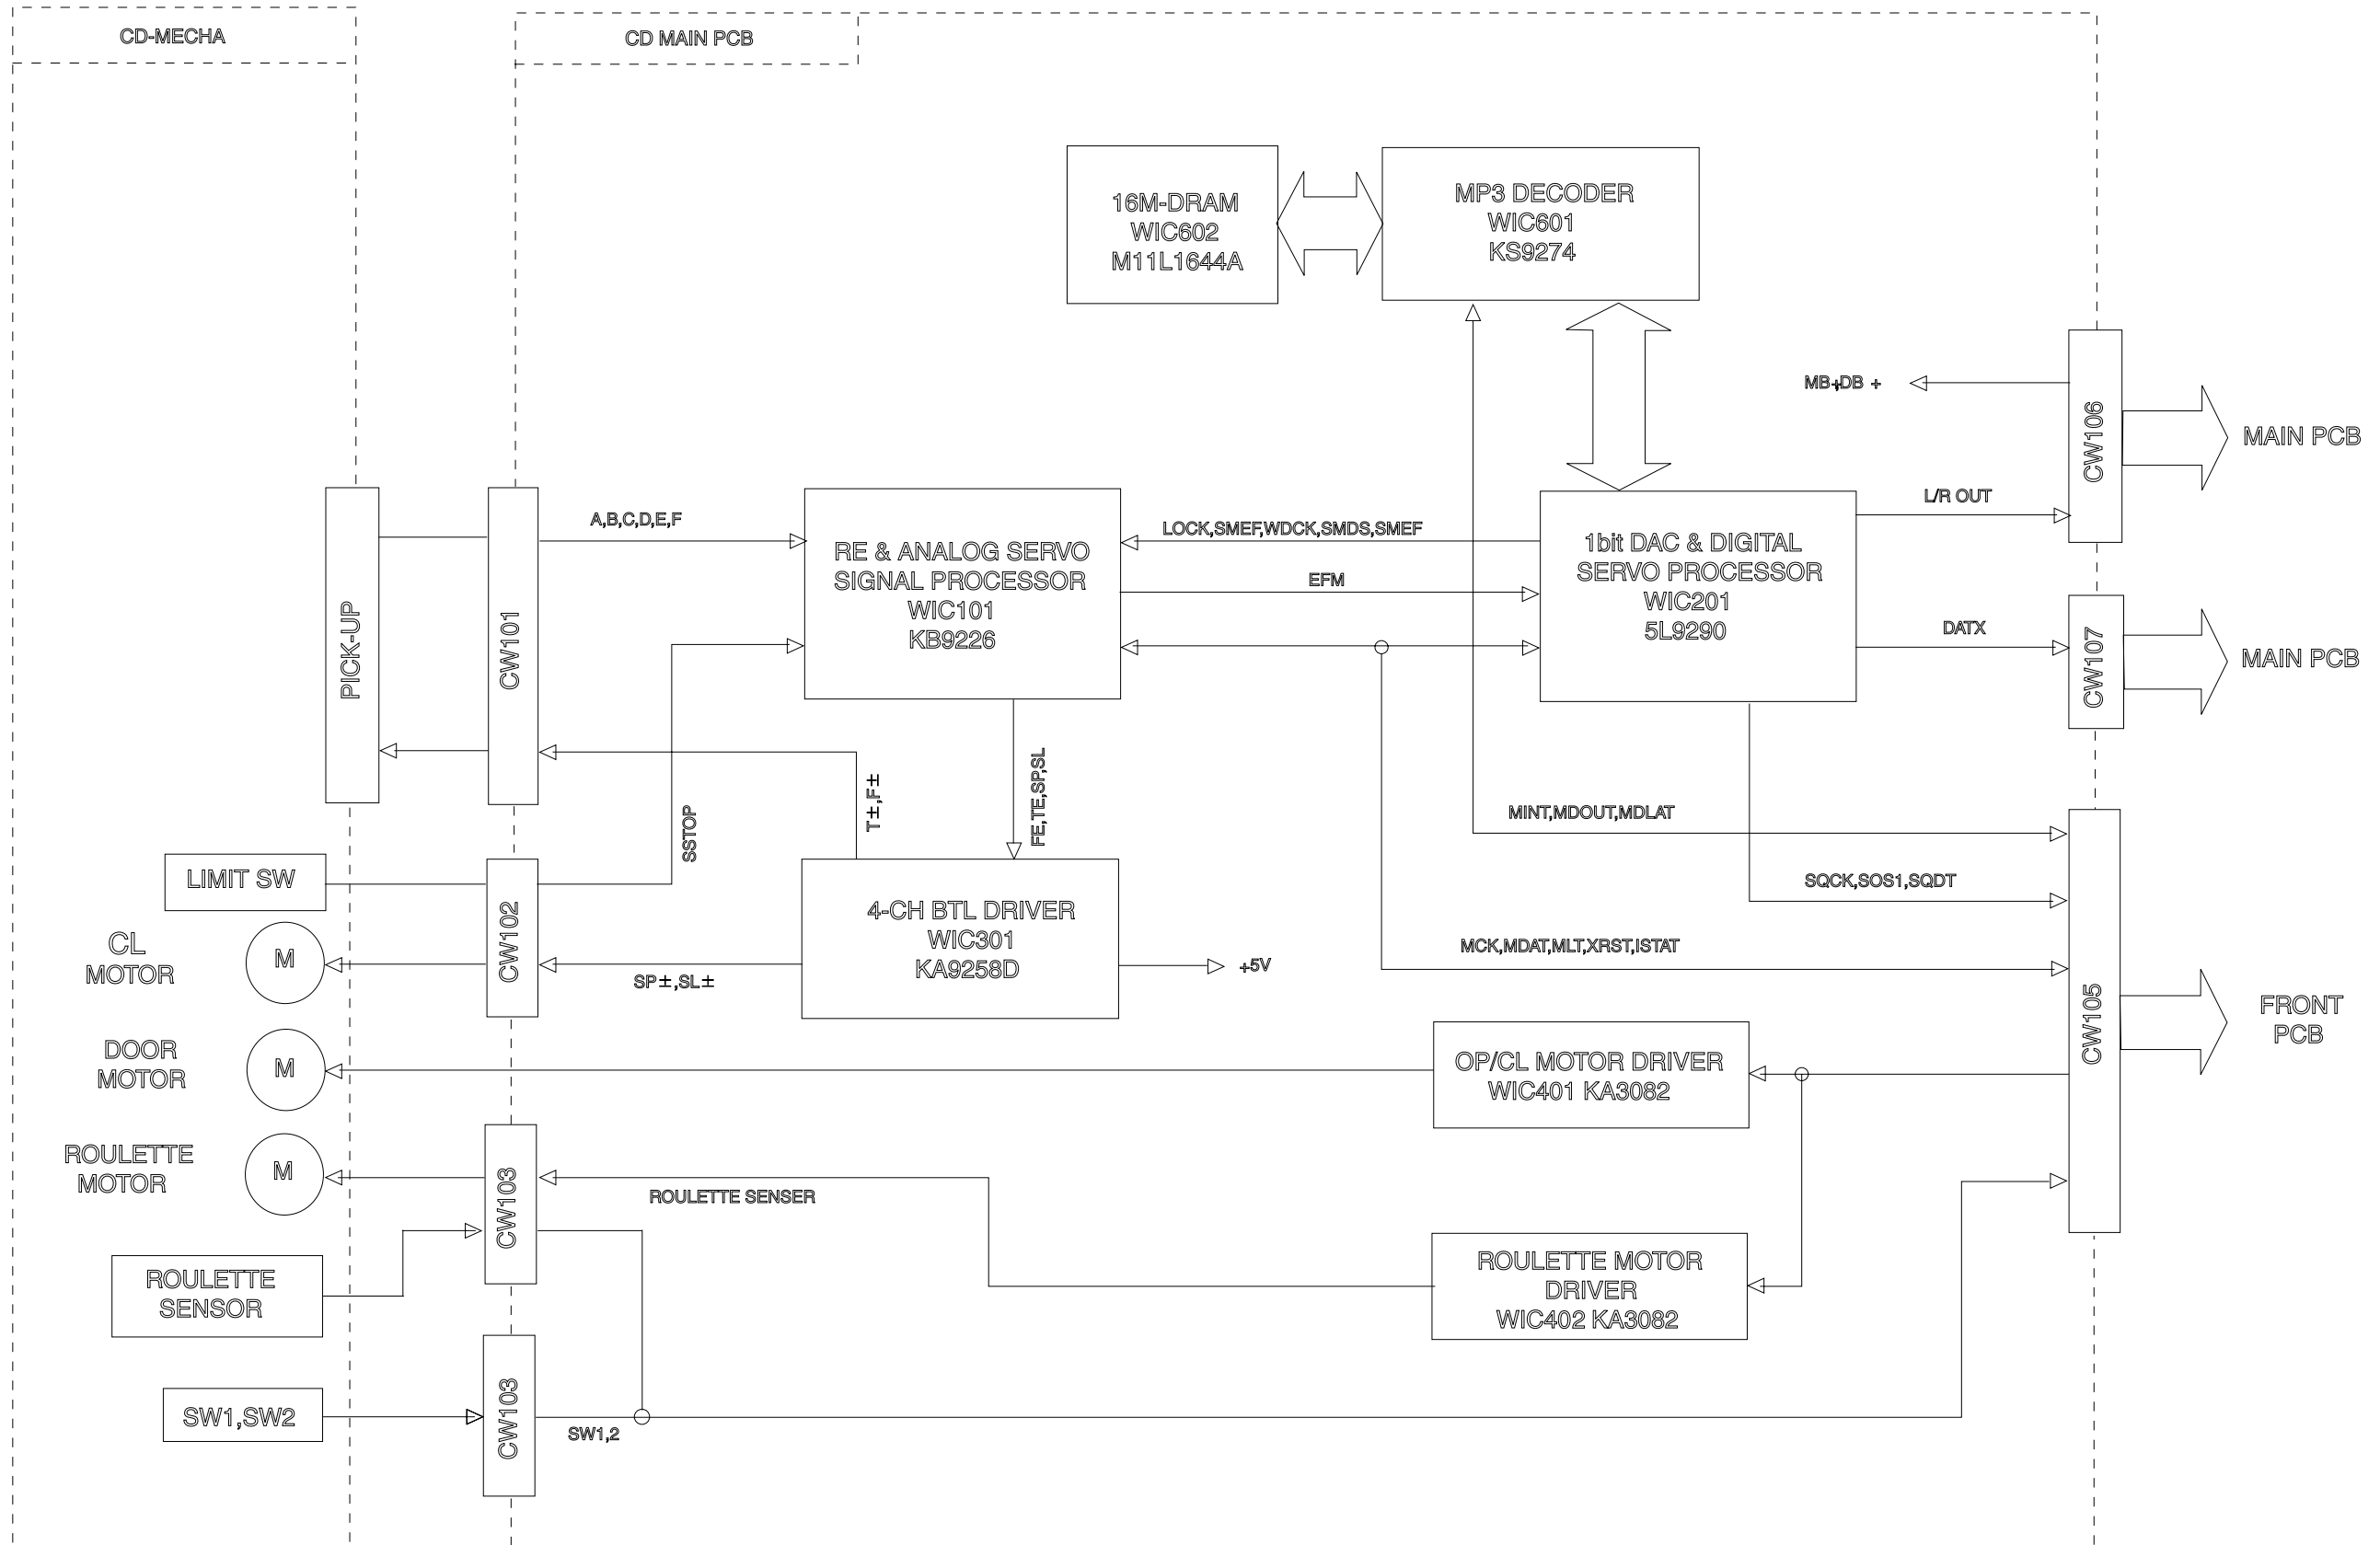 CD-MECHA
CD MAIN PCB
16M-DRAM
WIC602
M11L1644A
MP3 DECODER
WIC601
KS9274
MB+,DB +
CW106
MAIN PCB
L/R OUT
PICK-UP
CW101
A,B,C,D,E,F
RE & ANALOG SERVO
SIGNAL PROCESSOR
WIC101
KB9226
LOCK,SMEF,WDCK,SMDS,SMEF
EFM
1bit DAC & DIGITAL
SERVO PROCESSOR
WIC201
5L9290
DATX
CW107
MAIN PCB
SSTOP
T±,F±
FE,TE,SP,SL
MINT,MDOUT,MDLAT
SQCK,SOS1,SQDT
MCK,MDAT,MLT,XRST,ISTAT
LIMIT SW
CL
MOTOR
M
CW102
SP±,SL±
4-CH BTL DRIVER
WIC301
KA9258D
+5V
CW105
FRONT
PCB
DOOR
MOTOR
M
OP/CL MOTOR DRIVER
WIC401 KA3082
ROULETTE
MOTOR
M
CW103
ROULETTE SENSER
ROULETTE MOTOR
DRIVER
WIC402 KA3082
ROULETTE
SENSOR
SW1,SW2
CW103
SW1,2